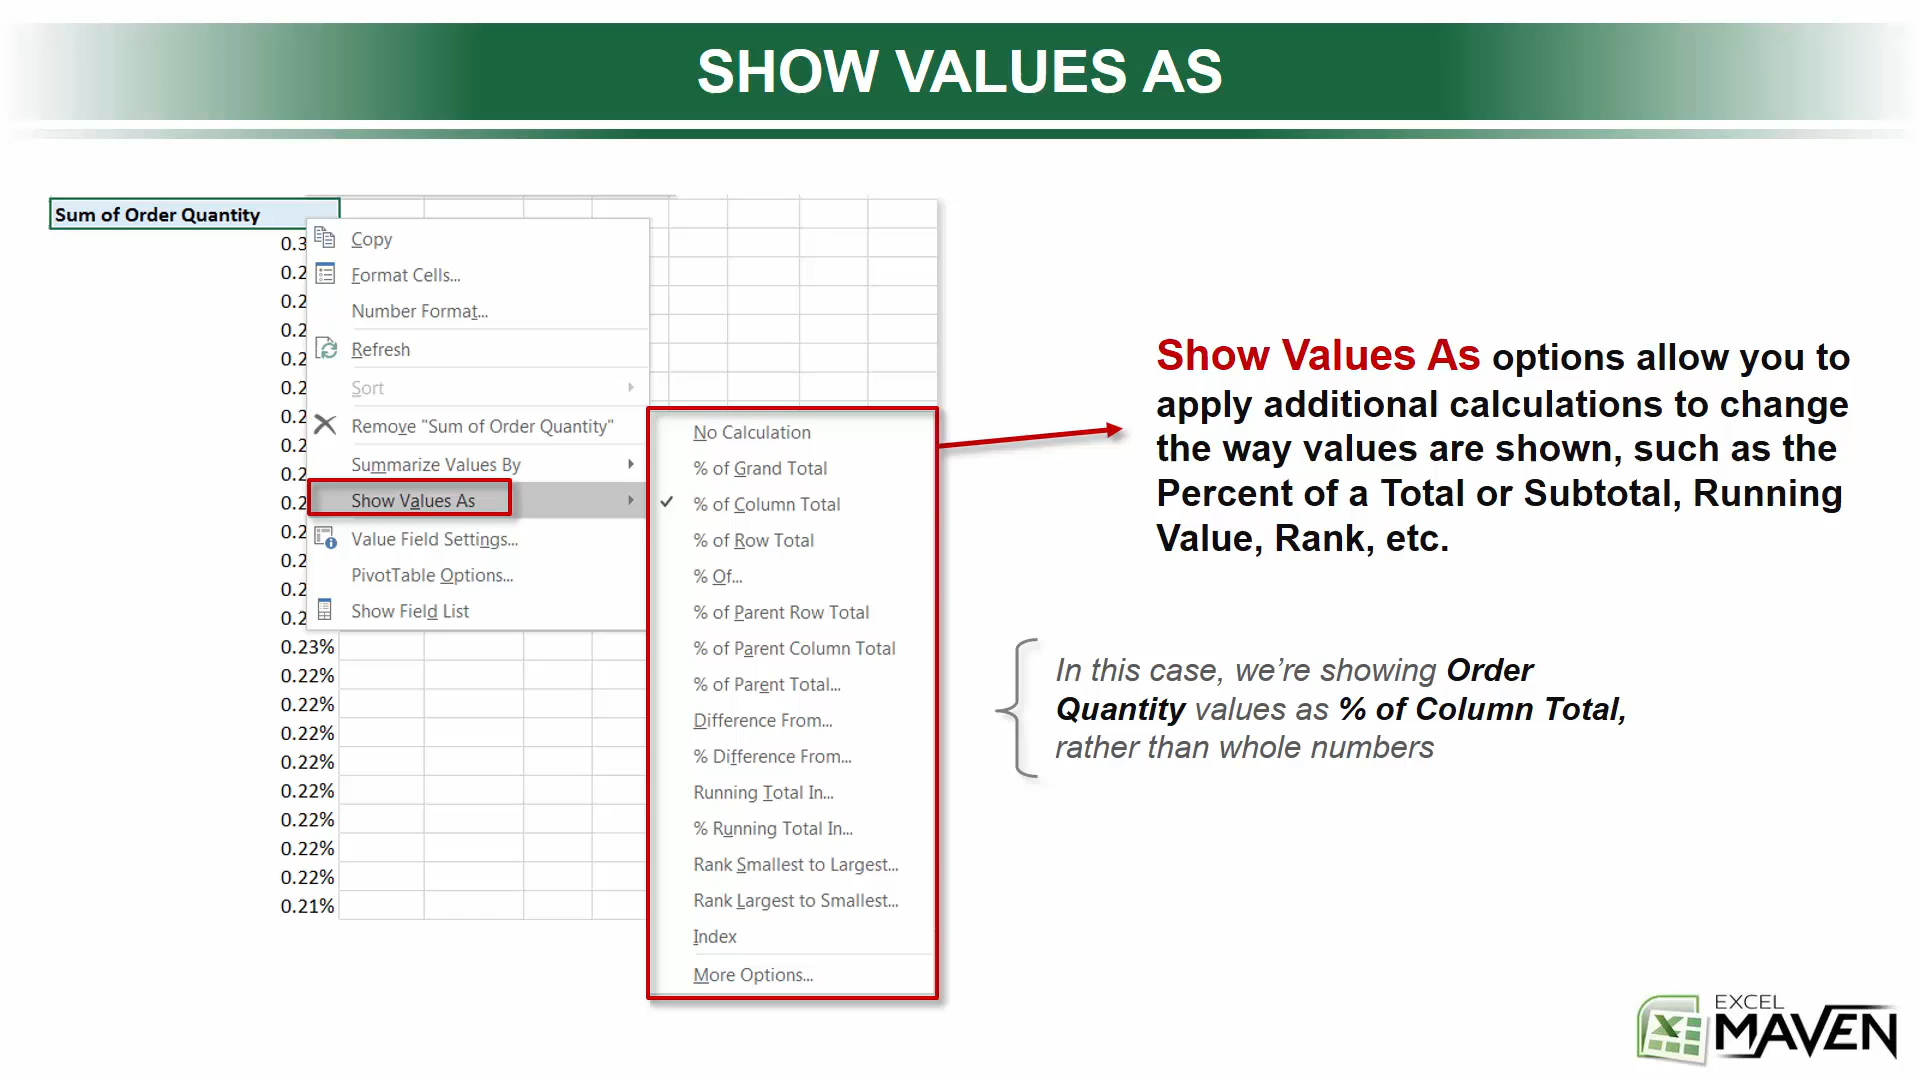 SHOW VALUES AS
Sum of Order Quantity
0.3
0.2
0.2
0.2
0.2
0.2
0.2
0.2
0.2
0.2
0.2
0.2
0.2
0.2
0.23%
0.22%
0.22%
0.22%
0.22%
0.22%
0.22%
0.22%
0.22%
0.21%
Copy
Format Cells...
Number Format...
Refresh
Sort
Remove "Sum of Order Quantity"
Summarize Values By
Show Values As
Value Field Settings...
PivotTable Options...
Show Field List
No Calculation
% of Grand Total
% of Column Total
% of Row Total
% Of...
% of Parent Row Total
% of Parent Column Total
% of Parent Total...
Difference From...
% Difference From...
Running Total In...
% Running Total In...
Rank Smallest to Largest...
Rank Largest to Smallest...
Index
More Options...
Show Values As options allow you to
apply additional calculations to change
the way values are shown, such as the
Percent of a Total or Subtotal, Running
Value, Rank, etc.
In this case, we’re showing Order
Quantity values as % of Column Total,
rather than whole numbers
EXCEL
MAVEN